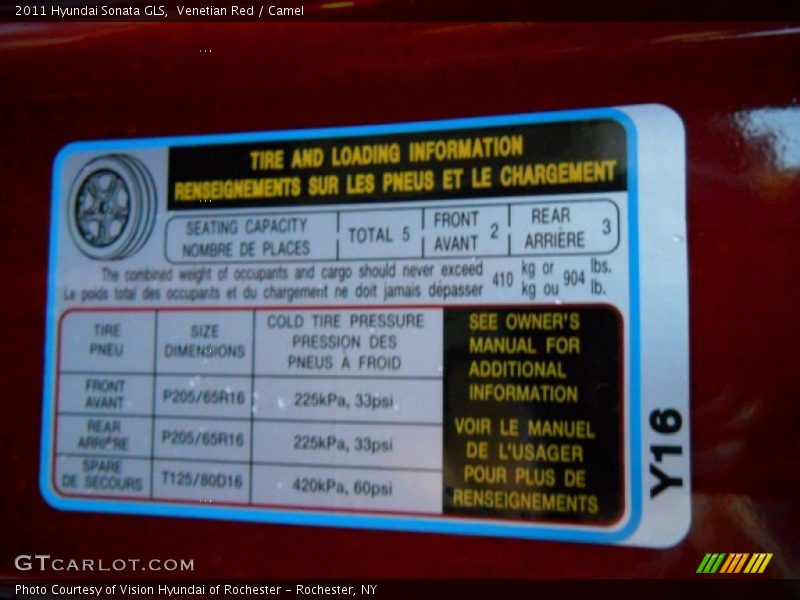 2011 Hyundai Sonata GLS,  Venetian Red / Camel
TIRE AND LOADING INFORMATION
RENSEIGNEMENTS SUR LES PNEUS ET LE CHARGEMENT
SEATING CAPACITY
NOMBRE DE PLACES
TOTAL 5
FRONT
AVANT
2
REAR
ARRIÈRE
3
The combined weight of occupants and cargo should never exceed
Le poids total des occupants et du chargement ne doit jamais dépasser
410
kg or
kg ou
904
lbs.
lb.
TIRE
PNEU
SIZE
DIMENSIONS
COLD TIRE PRESSURE
PRESSION DES
PNEUS À FROID
FRONT
AVANT
P205/65R16
225kPa, 33psi
REAR
ARRIÈRE
P205/65R16
225kPa, 33psi
SPARE
DE SECOURS
T125/80D16
420kPa, 60psi
SEE OWNER'S
MANUAL FOR
ADDITIONAL
INFORMATION
VOIR LE MANUEL
DE L'USAGER
POUR PLUS DE
RENSEIGNEMENTS
Y16
GTCARLOT.COM
Photo Courtesy of Vision Hyundai of Rochester - Rochester, NY